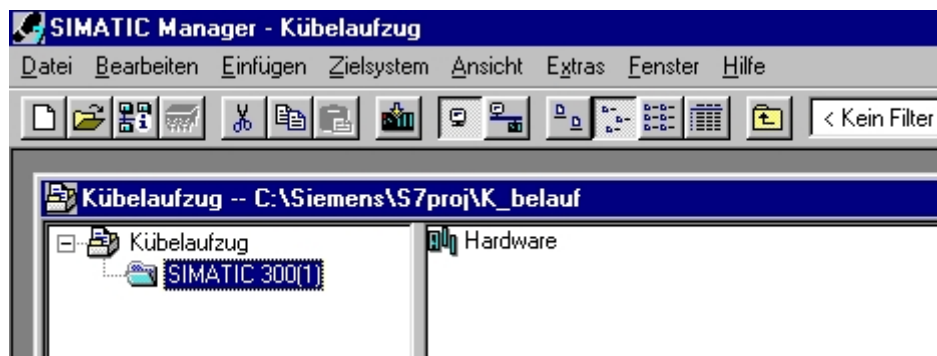 SIMATIC Manager - Kübelaufzug
Datei Bearbeiten Einfügen Zielsystem Ansicht Extras Fenster Hilfe
< Kein Filter
Kübelaufzug -- C:\Siemens\S7proj\K_belauf
Kübelaufzug
Hardware
SIMATIC 300(1)